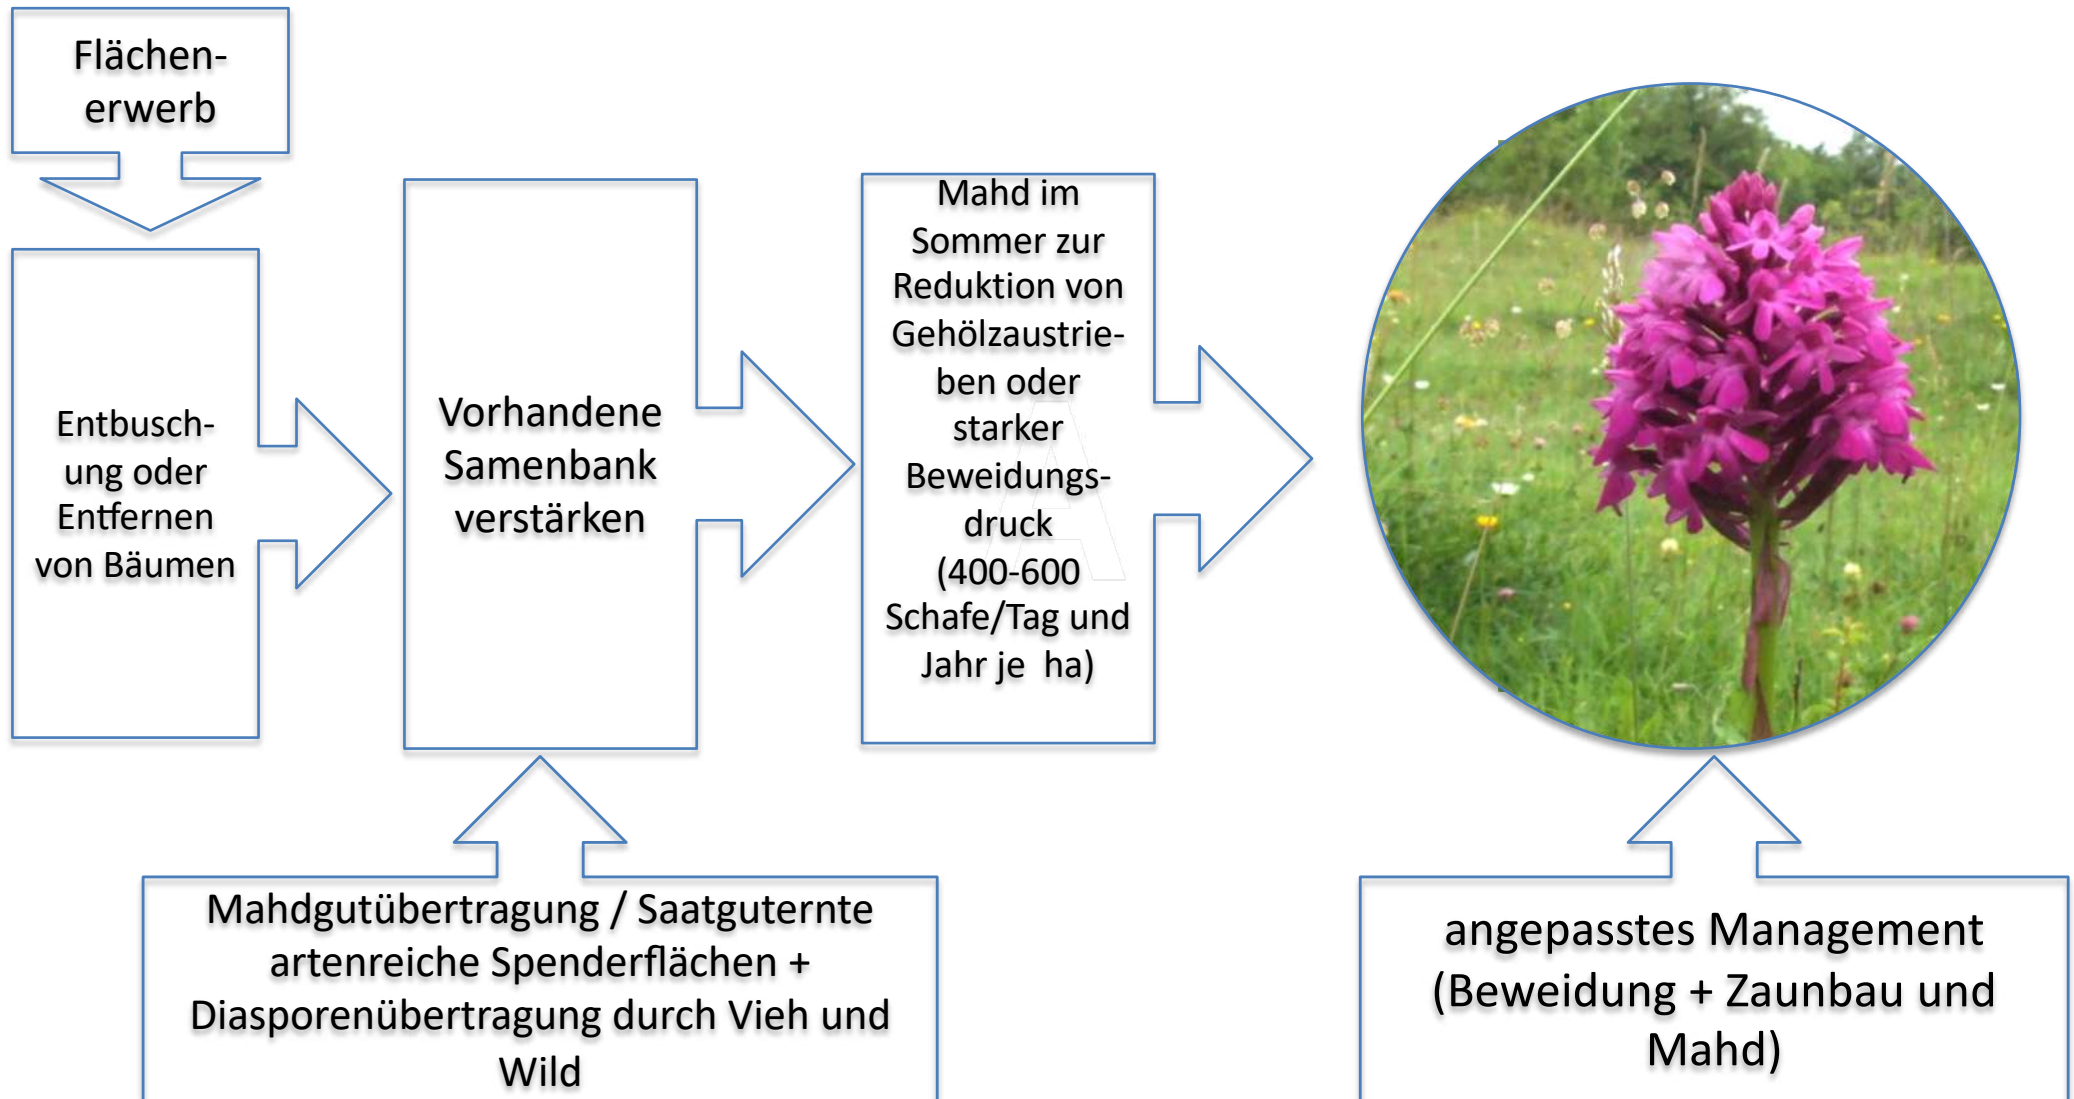 Flächen-
erwerb
Entbusch-
ung oder
Entfernen
von Bäumen
Vorhandene
Samenbank
verstärken
Mahd im
Sommer zur
Reduktion von
Gehölzaustrie-
ben oder
starker
Beweidungs-
druck
(400-600
Schafe/Tag und
Jahr je ha)
Mahdgutübertragung / Saatguternte
artenreiche Spenderflächen +
Diasporenübertragung durch Vieh und
Wild
angepasstes Management
(Beweidung + Zaunbau und
Mahd)